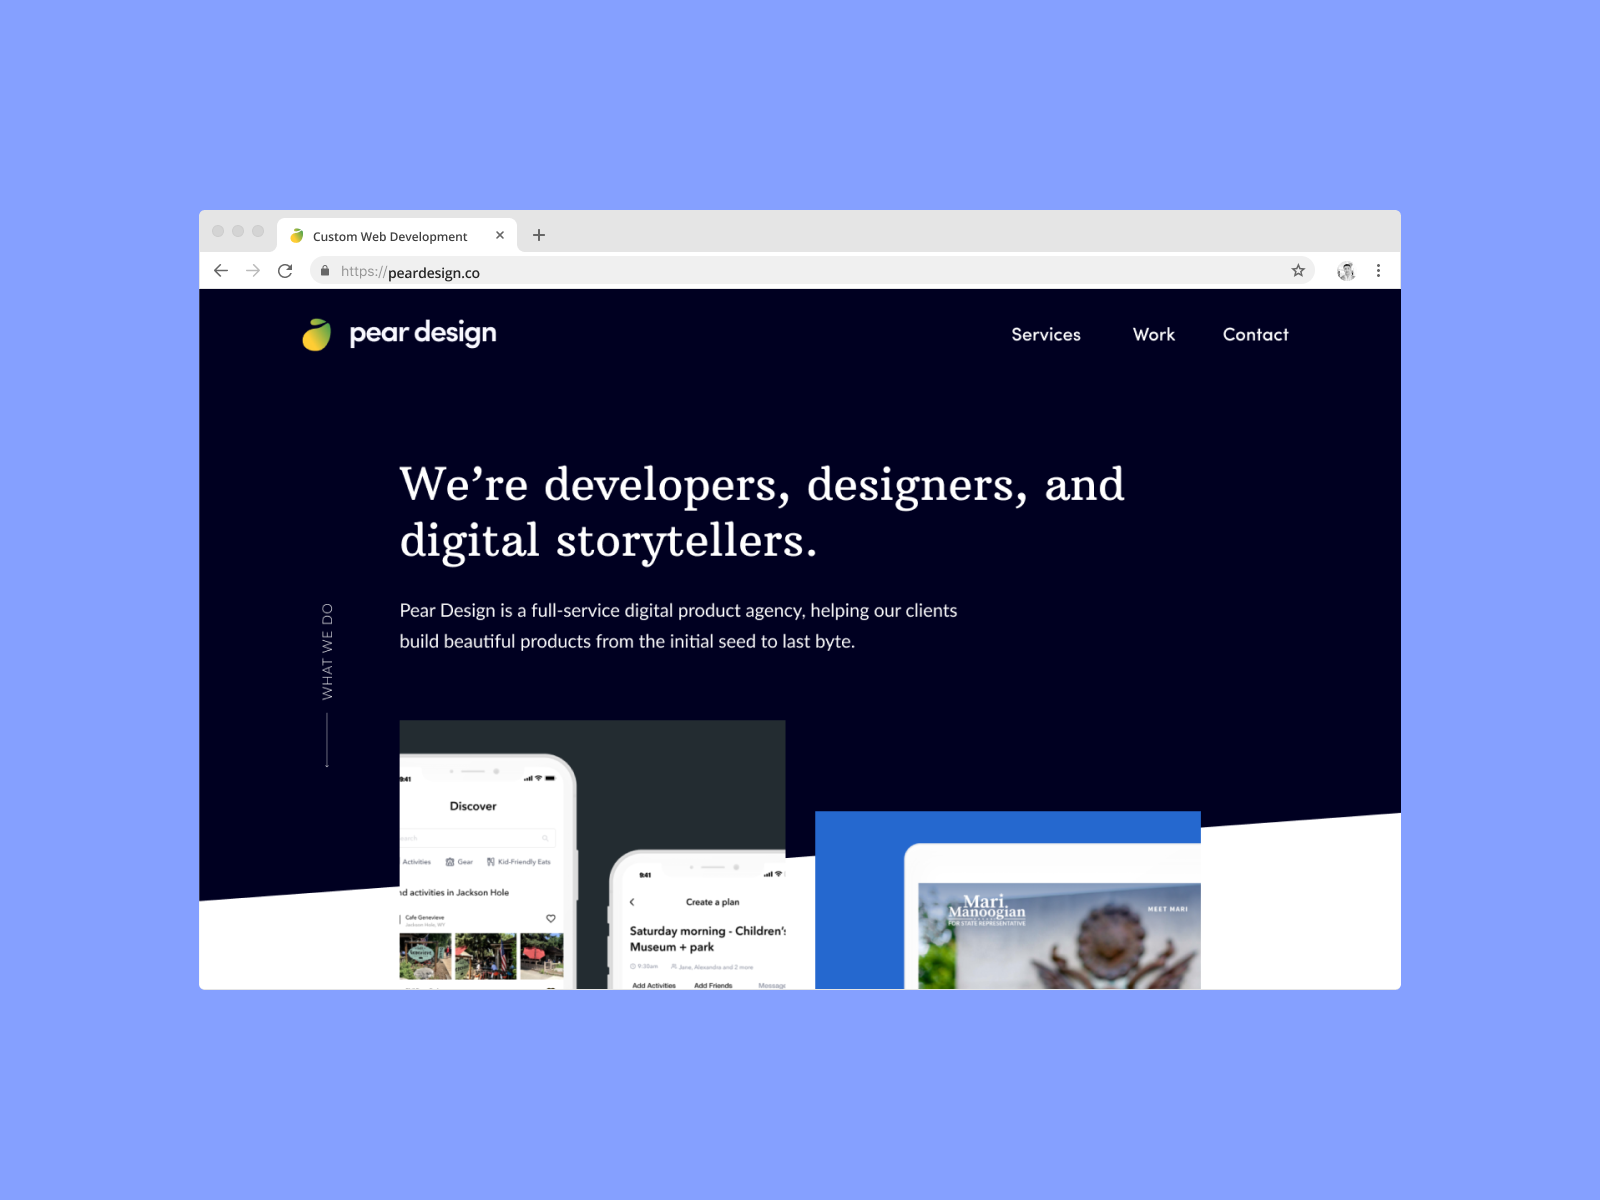 Custom Web Development
https://peardesign.co
pear design
Services
Work
Contact
We’re developers, designers, and
digital storytellers.
Pear Design is a full-service digital product agency, helping our clients
build beautiful products from the initial seed to last byte.
WHAT WE DO
9:41
Discover
Activities
Gear
Kid-Friendly Eats
activities in Jackson Hole
Cafe Genevieve
Jackson Hole, WY
9:41
Create a plan
Saturday morning - Children’s
Museum + park
9:30am
Jane, Alexandra and 2 more
Add Activities
Add Friends
Message
Mari
Manoogian
FOR STATE REPRESENTATIVE
MEET MARI